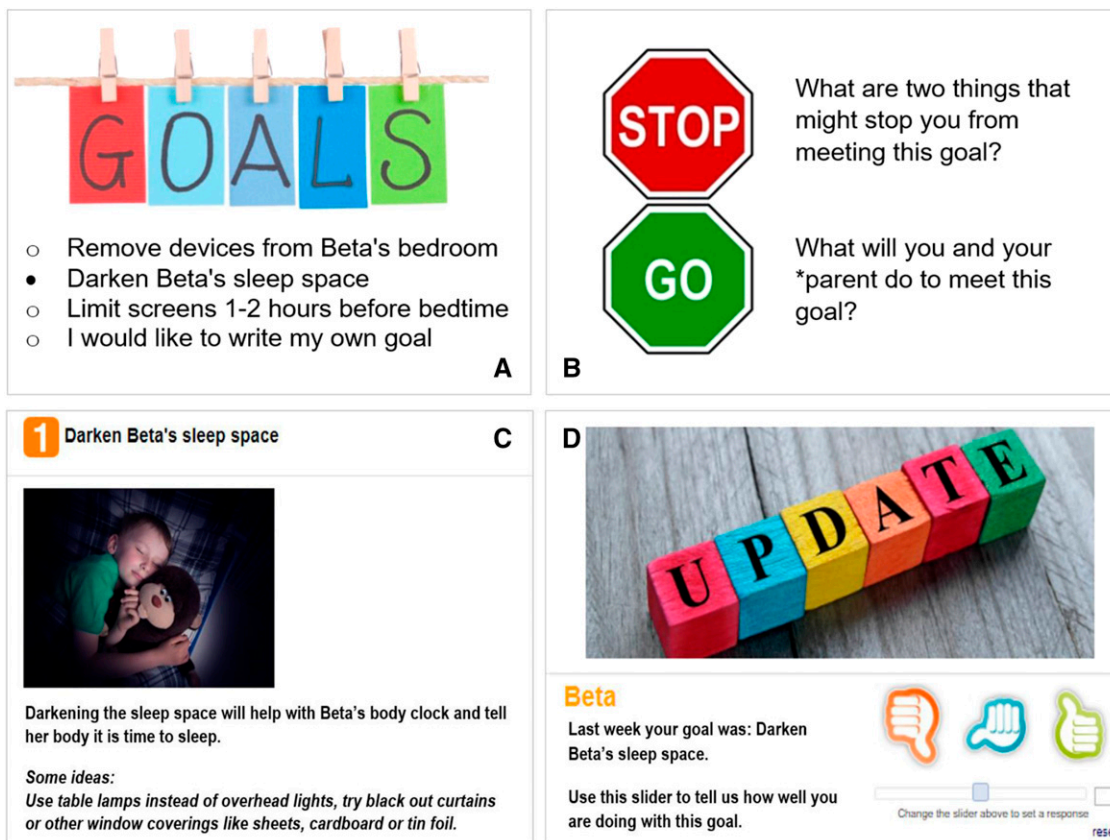 GOALS
o Remove devices from Beta's bedroom
• Darken Beta's sleep space
o Limit screens 1-2 hours before bedtime
o I would like to write my own goal
A
STOP
What are two things that
might stop you from
meeting this goal?
GO
What will you and your
*parent do to meet this
goal?
B
1 Darken Beta's sleep space
C
Darkening the sleep space will help with Beta's body clock and tell
her body it is time to sleep.
Some ideas:
Use table lamps instead of overhead lights, try black out curtains
or other window coverings like sheets, cardboard or tin foil.
D
UPDATE
Beta
Last week your goal was: Darken
Beta's sleep space.
Use this slider to tell us how well you
are doing with this goal.
Change the slider above to set a response